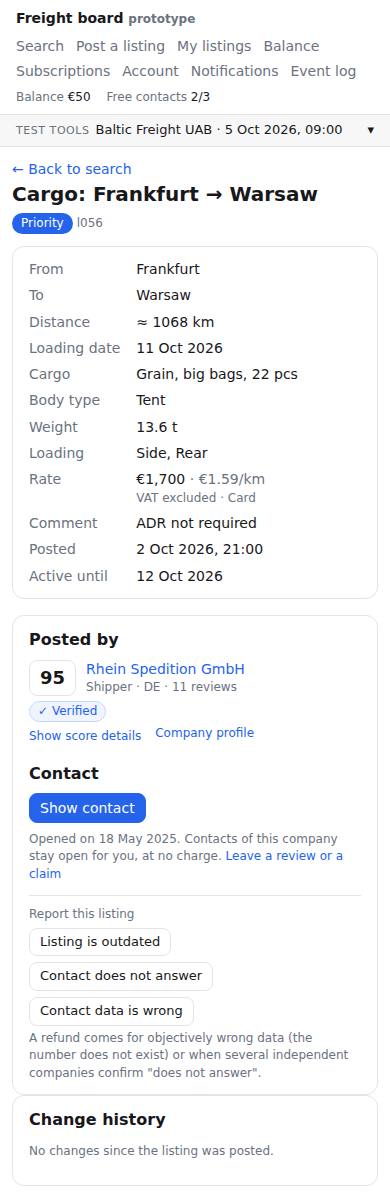 Freight board prototype
Search Post a listing My listings Balance
Subscriptions Account Notifications Event log
Balance €50 Free contacts 2/3
TEST TOOLS Baltic Freight UAB · 5 Oct 2026, 09:00 ▾
← Back to search
Cargo: Frankfurt → Warsaw
Priority l056
From Frankfurt
To Warsaw
Distance ≈ 1068 km
Loading date 11 Oct 2026
Cargo Grain, big bags, 22 pcs
Body type Tent
Weight 13.6 t
Loading Side, Rear
Rate €1,700 · €1.59/km
VAT excluded · Card
Comment ADR not required
Posted 2 Oct 2026, 21:00
Active until 12 Oct 2026
Posted by
95 Rhein Spedition GmbH
Shipper · DE · 11 reviews
✓ Verified
Show score details Company profile
Contact
Show contact
Opened on 18 May 2025. Contacts of this company
stay open for you, at no charge. Leave a review or a
claim
Report this listing
Listing is outdated
Contact does not answer
Contact data is wrong
A refund comes for objectively wrong data (the
number does not exist) or when several independent
companies confirm "does not answer".
Change history
No changes since the listing was posted.